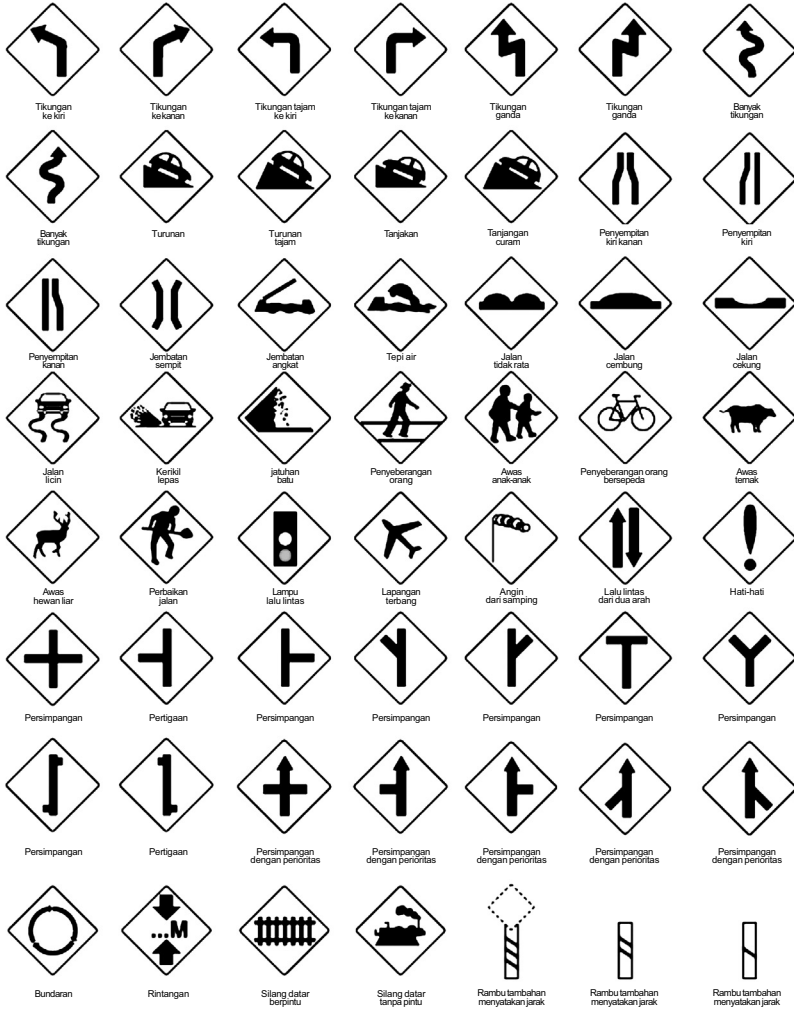 Tikungan
ke kiri
Tikungan
kekanan
Tikungan tajam
ke kiri
Tikungan tajam
kekanan
Tikungan
ganda
Tikungan
ganda
Banyak
tikungan
Banyak
tikungan
Turunan
Turunan
tajam
Tanjakan
Tanjangan
curam
Penyempitan
kiri kanan
Penyempitan
kiri
Penyempitan
kanan
Jembatan
sempit
Jembatan
angkat
Tepi air
Jalan
tidak rata
Jalan
cembung
Jalan
cekung
Jalan
licin
Kerikil
lepas
jatuhan
batu
Penyeberangan
orang
Awas
anak-anak
Penyeberangan orang
bersepeda
Awas
temak
Awas
hewan liar
Perbaikan
jalan
Lampu
lalu lintas
Lapangan
terbang
Angin
dari samping
Lalu lintas
dari dua arah
Hati-hati
Persimpangan
Pertigaan
Persimpangan
Persimpangan
Persimpangan
Persimpangan
Persimpangan
Persimpangan
Pertigaan
Persimpangan
dengan perioritas
Persimpangan
dengan perioritas
Persimpangan
dengan perioritas
Persimpangan
dengan perioritas
Persimpangan
dengan perioritas
...M
Bundaran
Rintangan
Silang datar
berpintu
Silang datar
tanpa pintu
Rambu tambahan
menyatakan jarak
Rambu tambahan
menyatakan jarak
Rambu tambahan
menyatakan jarak